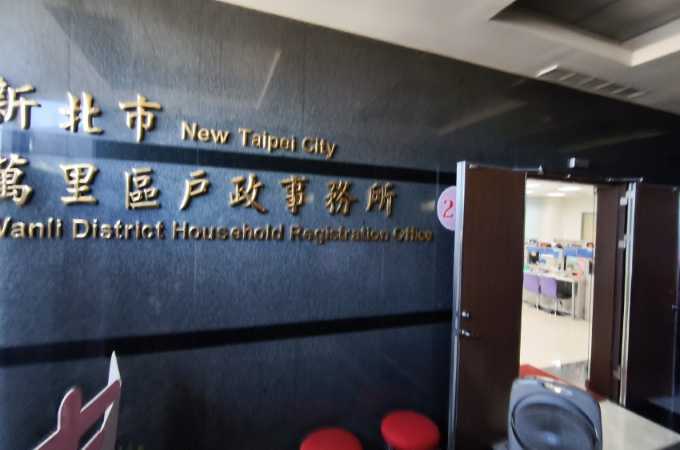 新北市 New Taipei City
萬里區戶政事務所
Wanli District Household Registration Office
2